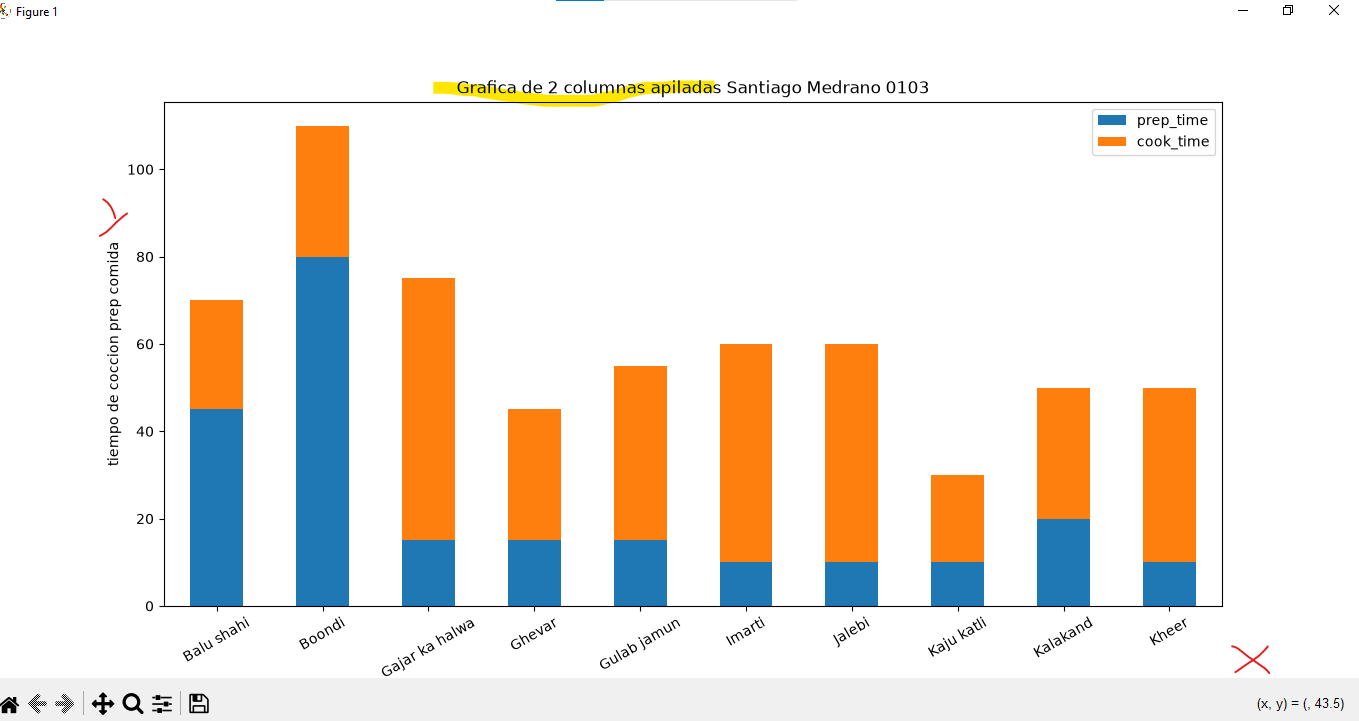 Figure 1
Grafica de 2 columnas apiladas Santiago Medrano 0103
prep_time
cook_time
100
80
60
40
20
0
y
tiempo de coccion prep comida
Balu shahi
Boondi
Gajar ka halwa
Ghevar
Gulab jamun
Imarti
Jalebi
Kaju katli
Kalakand
Kheer
x
(x, y) = (, 43.5)